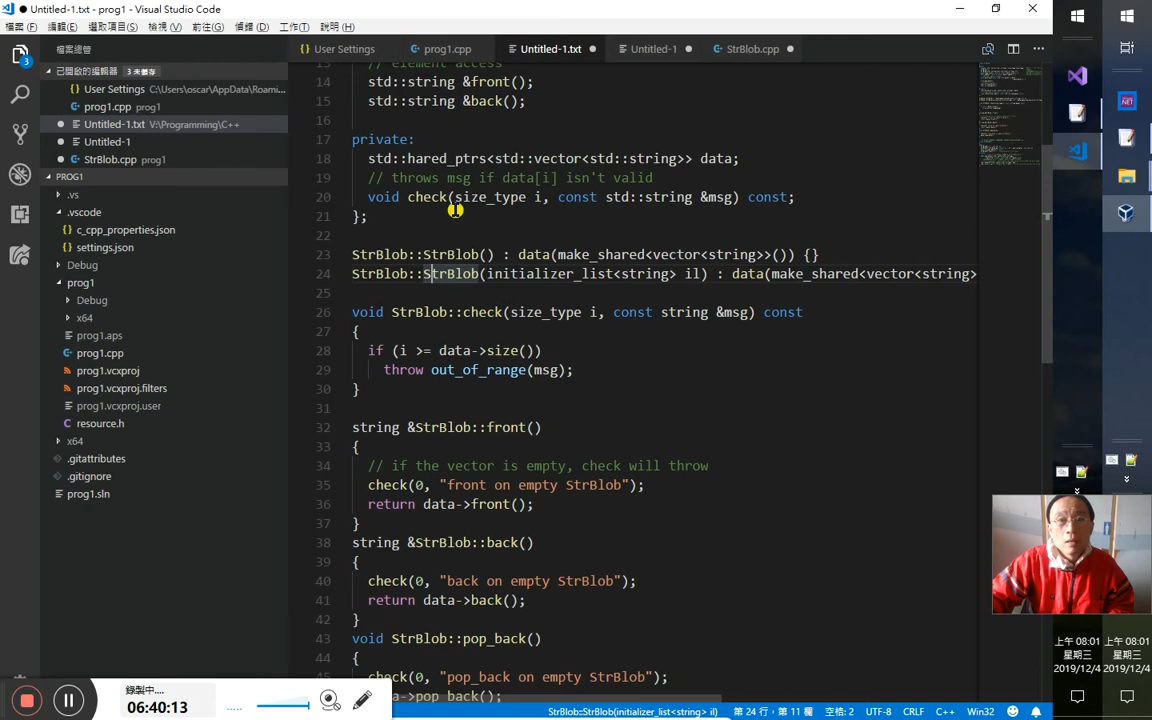 Untitled-1.txt - prog1 - Visual Studio Code
檔案 (F) 編輯(E) 選取項目(S) 檢視 (V) 前往(G) 偵錯 (D) 工作(T) 說明 (H)
檔案總管
{} User Settings
prog1.cpp
Untitled-1.txt
Untitled-1
StrBlob.cpp
已開啟的編輯器 3 未儲存
{} User Settings C:\Users\oscar\AppData\Roami...
prog1.cpp prog1
Untitled-1.txt V:\Programming\C++
Untitled-1
StrBlob.cpp prog1
PROG1
.vs
.vscode
c_cpp_properties.json
settings.json
Debug
prog1
Debug
x64
prog1.aps
prog1.cpp
prog1.vcxproj
prog1.vcxproj.filters
prog1.vcxproj.user
resource.h
x64
.gitattributes
.gitignore
prog1.sln
13 // element access
14 std::string &front();
15 std::string &back();
16
17 private:
18 std::hared_ptrs<std::vector<std::string>> data;
19 // throws msg if data[i] isn't valid
20 void check(size_type i, const std::string &msg) const;
21 };
22
23 StrBlob::StrBlob() : data(make_shared<vector<string>>()) {}
24 StrBlob::StrBlob(initializer_list<string> il) : data(make_shared<vector<string>
25
26 void StrBlob::check(size_type i, const string &msg) const
27 {
28 if (i >= data->size())
29 throw out_of_range(msg);
30 }
31
32 string &StrBlob::front()
33 {
34 // if the vector is empty, check will throw
35 check(0, "front on empty StrBlob");
36 return data->front();
37 }
38 string &StrBlob::back()
39 {
40 check(0, "back on empty StrBlob");
41 return data->back();
42 }
43 void StrBlob::pop_back()
44 {
45 check(0, "pop_back on empty StrBlob");
data->pop_back();
錄製中....
06:40:13
StrBlob::StrBlob(initializer_list<string> il) 第 24 行，第 11 欄 空格: 2 UTF-8 CRLF C++ Win32
上午 08:01
星期三
2019/12/4
上午 08:01
星期三
2019/12/4